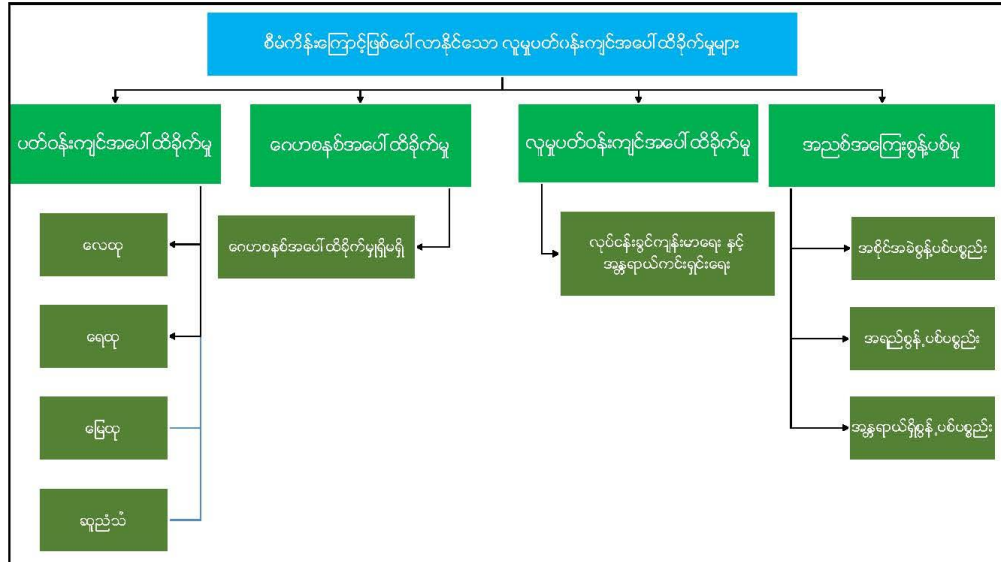 စီမံကိန်းကြောင့်ဖြစ်ပေါ်လာနိုင်သော လူမှုပတ်ဂန်းကျင်အပေါ်ထိခိုက်မှုများ
ပတ်ဝန်းကျင်အပေါ်ထိခိုက်မှု
ဂေဟစနစ်အပေါ်ထိခိုက်မှု
လူမှုပတ်ဝန်းကျင်အပေါ်ထိခိုက်မှု
အညစ်အကြေးစွန့်ပစ်မှု
လေထု
ရေထု
မြေထု
ဆူညံသံ
ဂေဟစနစ်အပေါ်ထိခိုက်မှုရှိမရှိ
လုပ်ငန်းခွင်ကျန်းမာရေး နှင့်
အန္တရာယ်ကင်းရှင်းရေး
အစိုင်အခဲစွန့်ပစ်ပစ္စည်း
အရည်စွန့်ပစ်ပစ္စည်း
အန္တရာယ်ရှိစွန့်ပစ်ပစ္စည်း